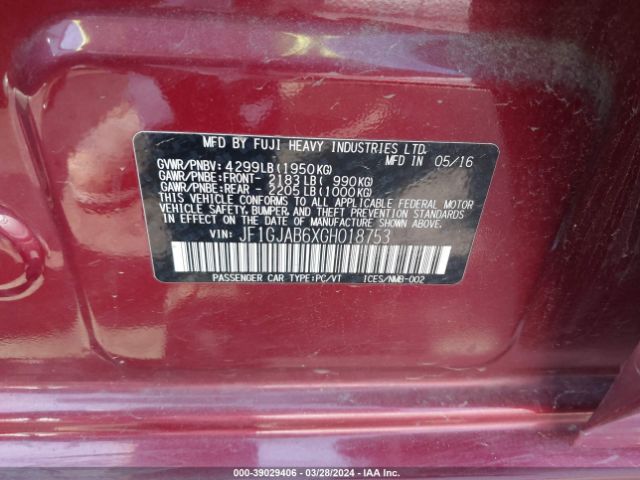 MFD BY FUJI HEAVY INDUSTRIES LTD.
GVWR/PNBV: 4299LB(1950KG) MFD IN 05/16
GAWR/PNBE:FRONT - 2183LB( 990KG)
GAWR/PNBE:REAR - 2205LB(1000KG)
THIS VEHICLE CONFORMS TO ALL APPLICABLE FEDERAL MOTOR
VEHICLE SAFETY, BUMPER, AND THEFT PREVENTION STANDARDS
IN EFFECT ON THE DATE OF MANUFACTURE SHOWN ABOVE.
VIN: JF1GJAB6XGH018753
PASSENGER CAR TYPE:PC/VT ICES/NMB-002
000-39029406 - 03/28/2024 - IAA Inc.